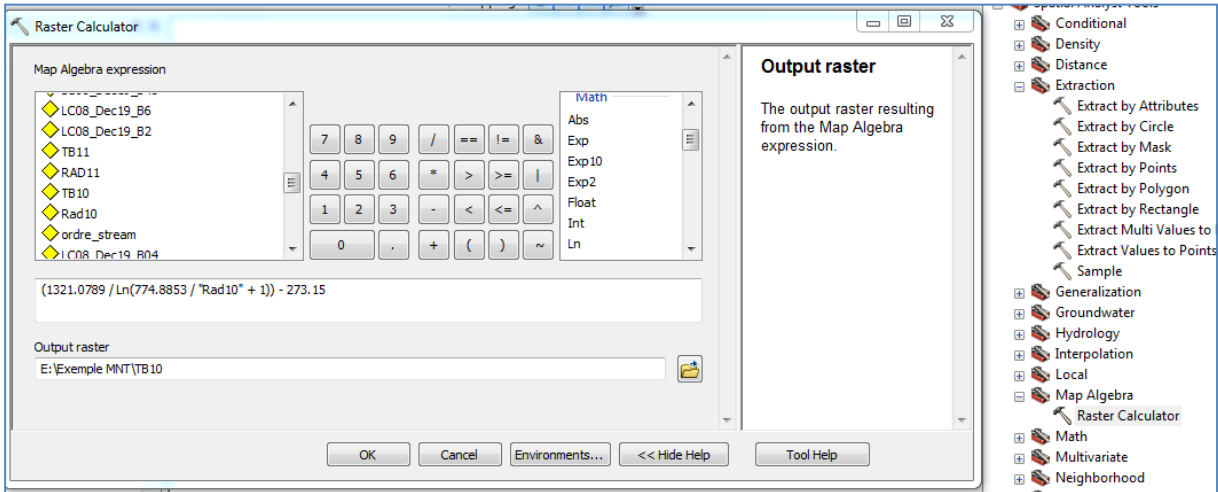 Raster Calculator
Map Algebra expression
LC08_Dec19_B6
LC08_Dec19_B2
TB11
RAD11
TB10
Rad10
ordre_stream
LC08_Dec19_B04
7 8 9 / == != &
4 5 6 * > >= |
1 2 3 - < <= ^
0 . + ( ) ~
Math
Abs
Exp
Exp10
Exp2
Float
Int
Ln
(1321.0789 / Ln(774.8853 / "Rad10" + 1)) - 273.15
Output raster
E:\Exemple MNT\TB10
OK Cancel Environments... << Hide Help Tool Help
Output raster
The output raster resulting
from the Map Algebra
expression.
Spatial Analyst Tools
Conditional
Density
Distance
Extraction
Extract by Attributes
Extract by Circle
Extract by Mask
Extract by Points
Extract by Polygon
Extract by Rectangle
Extract Multi Values to
Extract Values to Points
Sample
Generalization
Groundwater
Hydrology
Interpolation
Local
Map Algebra
Raster Calculator
Math
Multivariate
Neighborhood